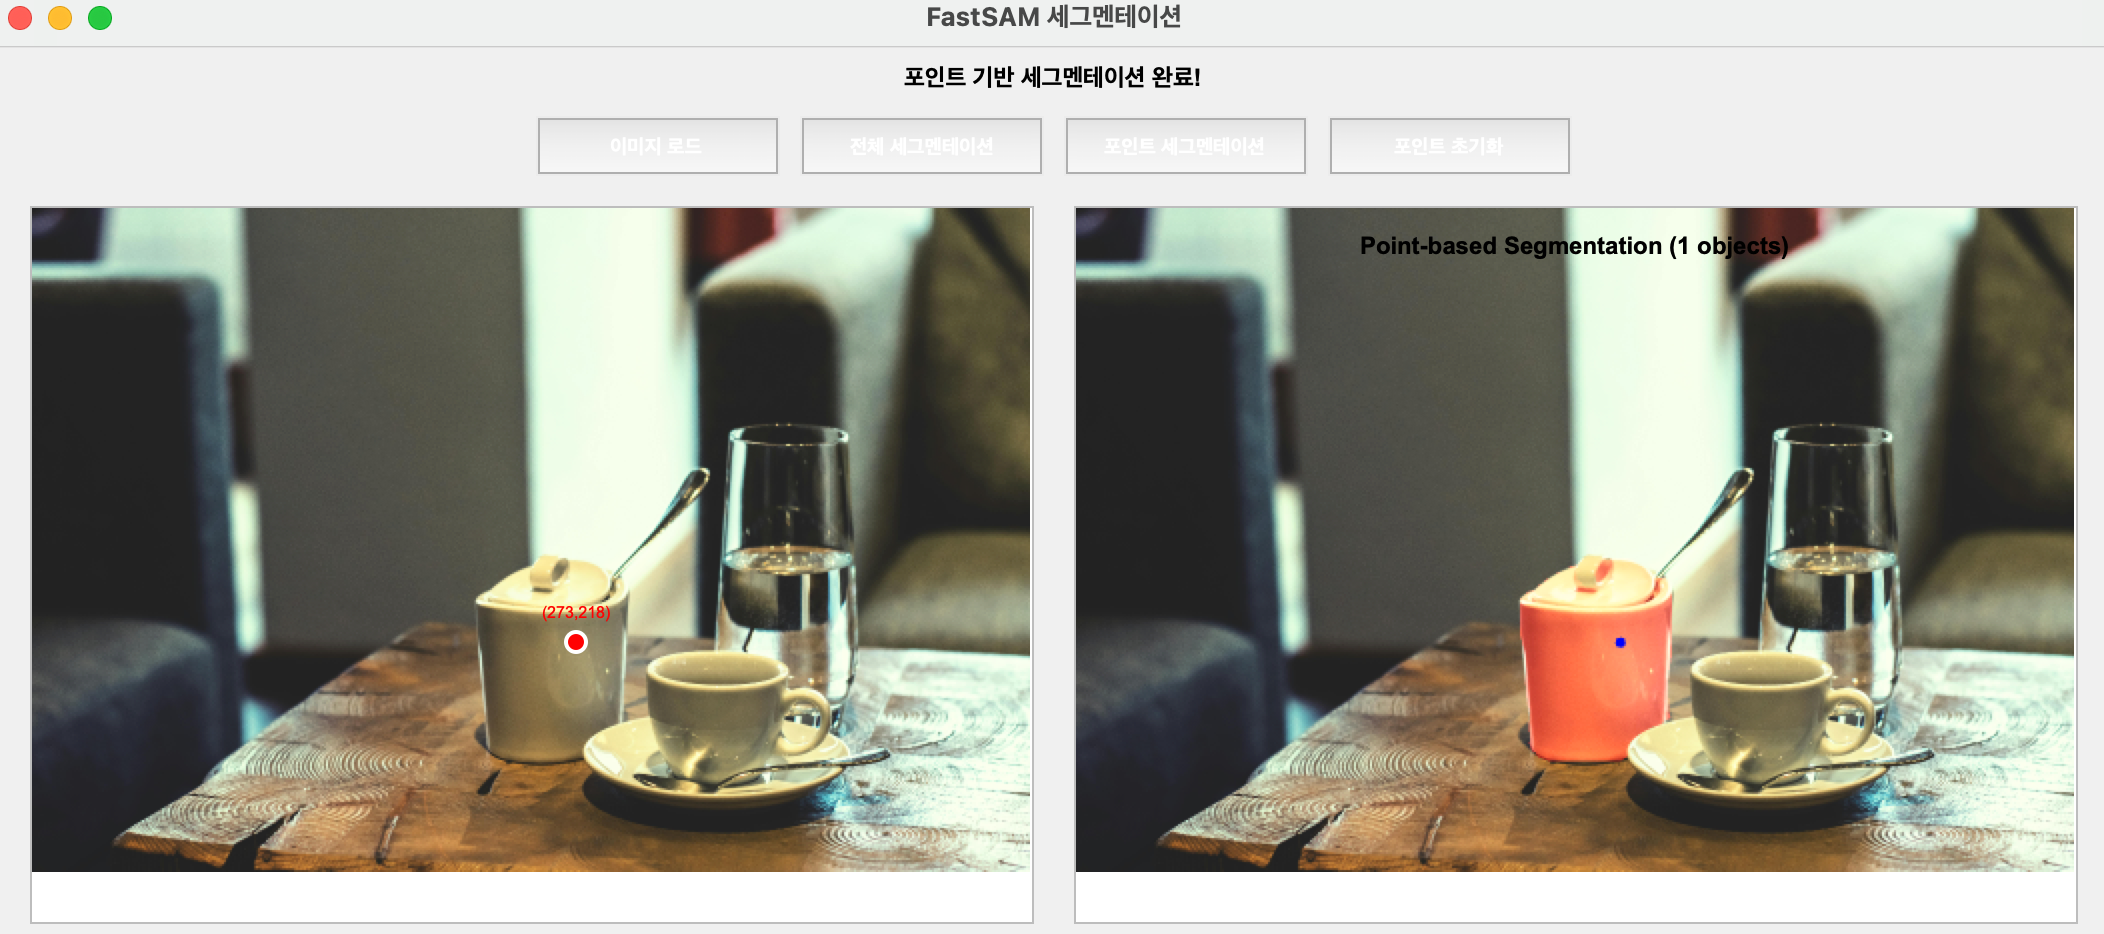 FastSAM 세그멘테이션
포인트 기반 세그멘테이션 완료!
이미지 로드
전체 세그멘테이션
포인트 세그멘테이션
포인트 초기화
(273,218)
Point-based Segmentation (1 objects)